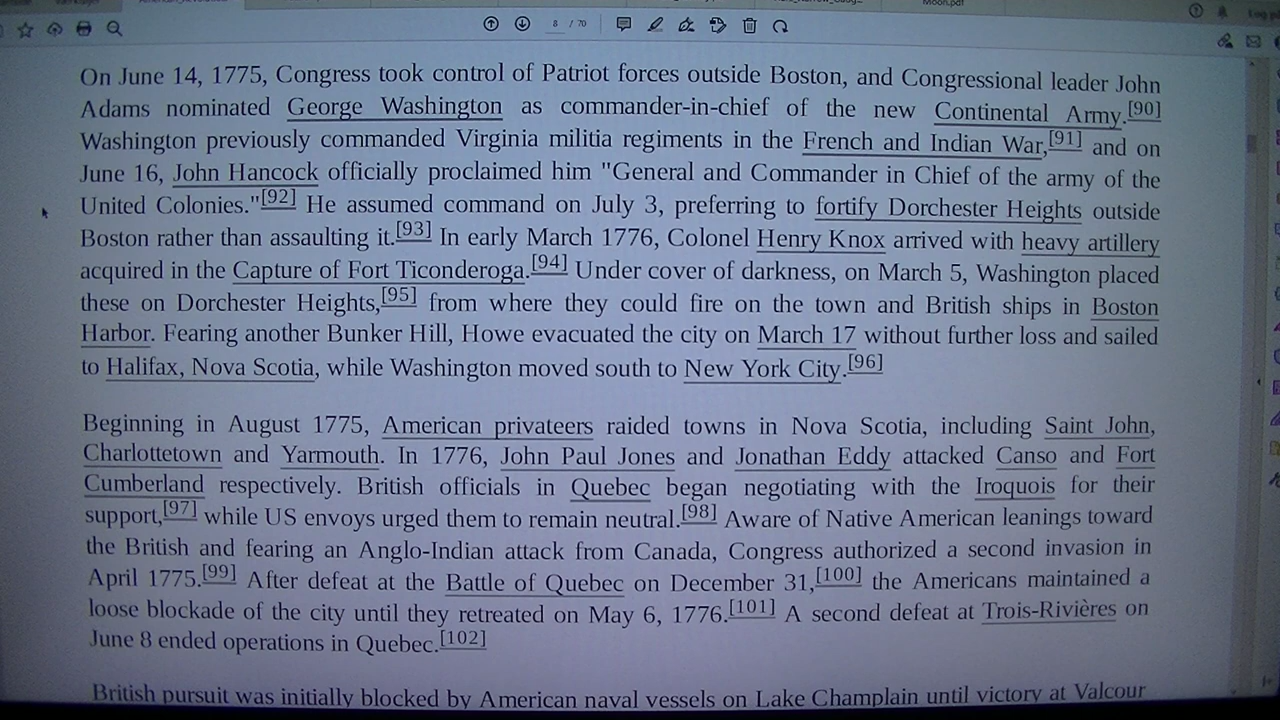 Moon.pdf
8 / 70
On June 14, 1775, Congress took control of Patriot forces outside Boston, and Congressional leader John
Adams nominated George Washington as commander-in-chief of the new Continental Army.[90]
Washington previously commanded Virginia militia regiments in the French and Indian War,[91] and on
June 16, John Hancock officially proclaimed him "General and Commander in Chief of the army of the
United Colonies."[92] He assumed command on July 3, preferring to fortify Dorchester Heights outside
Boston rather than assaulting it.[93] In early March 1776, Colonel Henry Knox arrived with heavy artillery
acquired in the Capture of Fort Ticonderoga.[94] Under cover of darkness, on March 5, Washington placed
these on Dorchester Heights,[95] from where they could fire on the town and British ships in Boston
Harbor. Fearing another Bunker Hill, Howe evacuated the city on March 17 without further loss and sailed
to Halifax, Nova Scotia, while Washington moved south to New York City.[96]
Beginning in August 1775, American privateers raided towns in Nova Scotia, including Saint John,
Charlottetown and Yarmouth. In 1776, John Paul Jones and Jonathan Eddy attacked Canso and Fort
Cumberland respectively. British officials in Quebec began negotiating with the Iroquois for their
support,[97] while US envoys urged them to remain neutral.[98] Aware of Native American leanings toward
the British and fearing an Anglo-Indian attack from Canada, Congress authorized a second invasion in
April 1775.[99] After defeat at the Battle of Quebec on December 31,[100] the Americans maintained a
loose blockade of the city until they retreated on May 6, 1776.[101] A second defeat at Trois-Rivières on
June 8 ended operations in Quebec.[102]
British pursuit was initially blocked by American naval vessels on Lake Champlain until victory at Valcour